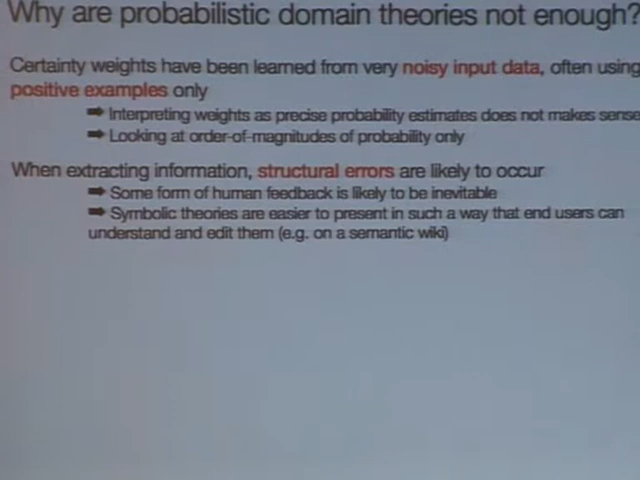 Why are probabilistic domain theories not enough?
Certainty weights have been learned from very noisy input data, often using
positive examples only
➡ Interpreting weights as precise probability estimates does not makes sense
➡ Looking at order-of-magnitudes of probability only
When extracting information, structural errors are likely to occur
➡ Some form of human feedback is likely to be inevitable
➡ Symbolic theories are easier to present in such a way that end users can
understand and edit them (e.g. on a semantic wiki)